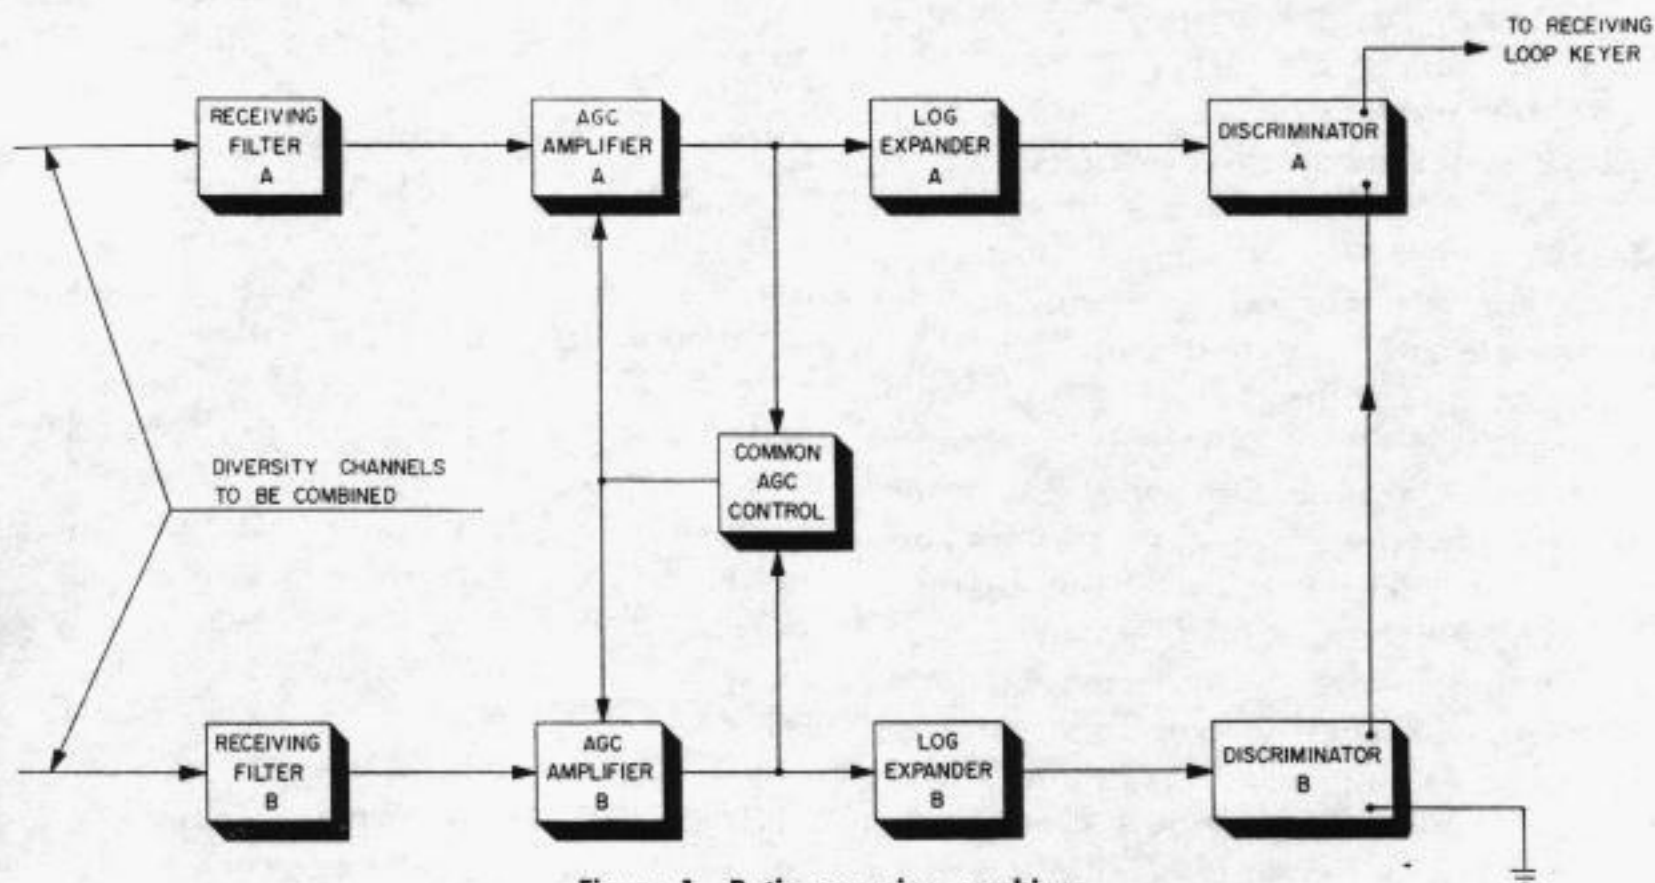 TO RECEIVING
LOOP KEYER
RECEIVING
FILTER
A
AGC
AMPLIFIER
A
LOG
EXPANDER
A
DISCRIMINATOR
A
COMMON
AGC
CONTROL
DIVERSITY CHANNELS
TO BE COMBINED
RECEIVING
FILTER
B
AGC
AMPLIFIER
B
LOG
EXPANDER
B
DISCRIMINATOR
B